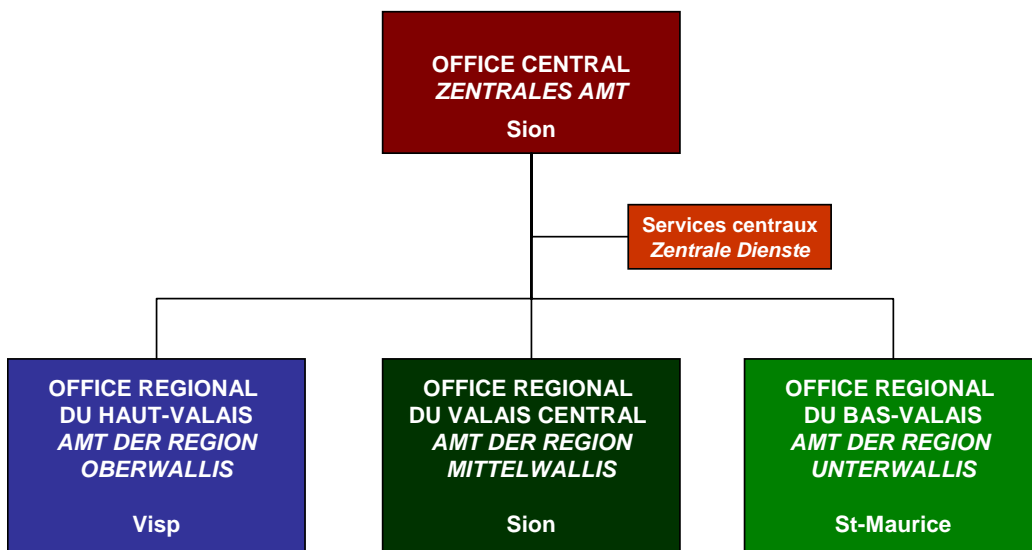 OFFICE CENTRAL
ZENTRALES AMT
Sion
Services centraux
Zentrale Dienste
OFFICE REGIONAL
DU HAUT-VALAIS
AMT DER REGION
OBERWALLIS
Visp
OFFICE REGIONAL
DU VALAIS CENTRAL
AMT DER REGION
MITTELWALLIS
Sion
OFFICE REGIONAL
DU BAS-VALAIS
AMT DER REGION
UNTERWALLIS
St-Maurice